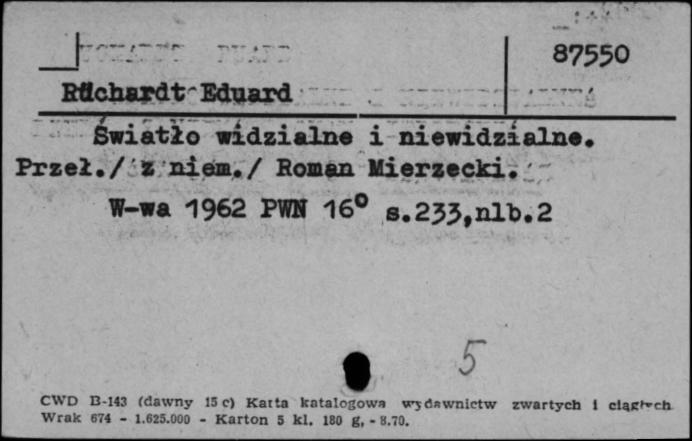 87550
Rüchardt Eduard
Światło widzialne i niewidzialne.
Przeł./ z niem./ Roman Mierzecki.
W-wa 1962 PWN 16° s.233,nlb.2
5
CWD B-143 (dawny 15 c) Karta katalogowa wydawnictw zwartych i ciągłych
Wrak 674 - 1.625.000 - Karton 5 kl. 180 g, - 8.70.